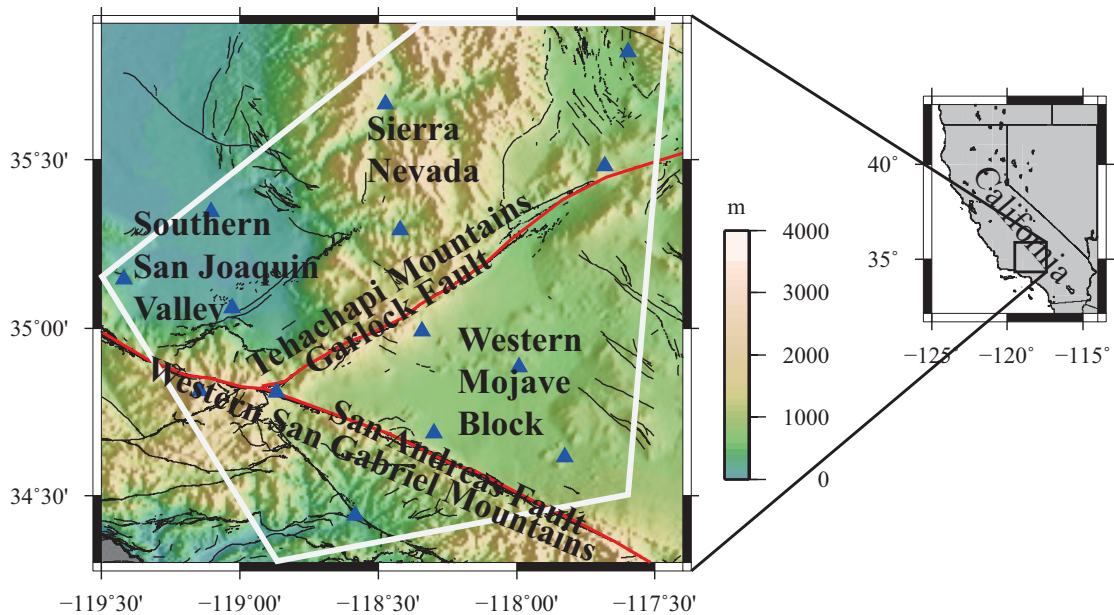 Sierra
Nevada
35°30'
Southern
San Joaquin
Valley
Tehachapi Mountains
Garlock Fault
35°00'
Western
Mojave
Block
Western San Gabriel Mountains
San Andreas Fault
34°30'
−119°30'
−119°00'
−118°30'
−118°00'
−117°30'
m
4000
3000
2000
1000
0
40°
35°
California
−125°
−120°
−115°